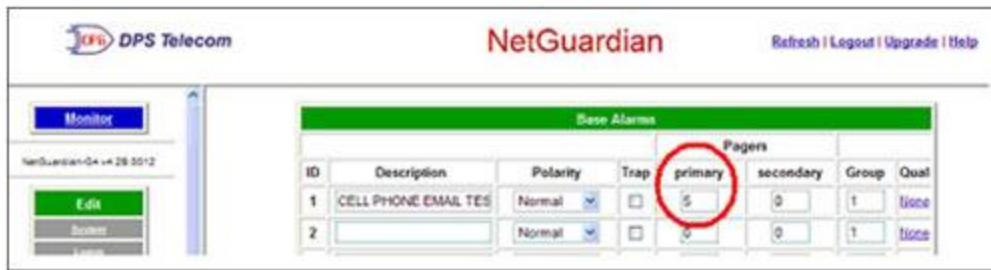 DPS Telecom
NetGuardian
Refresh | Logout | Upgrade | Help
Monitor
NetGuardian-GA v4.2B.0012
Edit
System
Base Alarms
Pagers
ID Description Polarity Trap primary secondary Group Qual
1 CELL PHONE EMAIL TES Normal 5 0 1 None
2 Normal 0 0 1 None